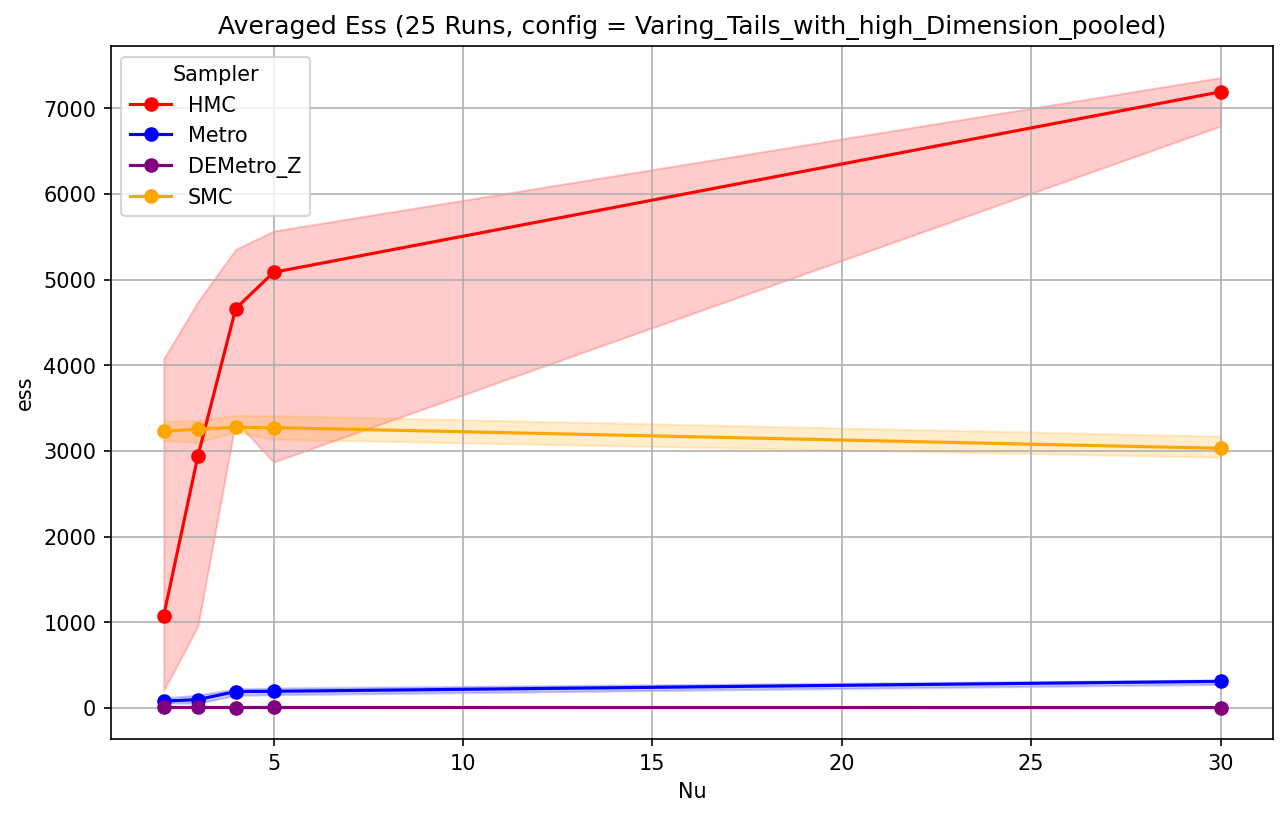 Averaged Ess (25 Runs, config = Varing_Tails_with_high_Dimension_pooled)
Sampler
HMC
Metro
DEMetro_Z
SMC
7000
6000
5000
4000
3000
2000
1000
0
ess
5
10
15
20
25
30
Nu